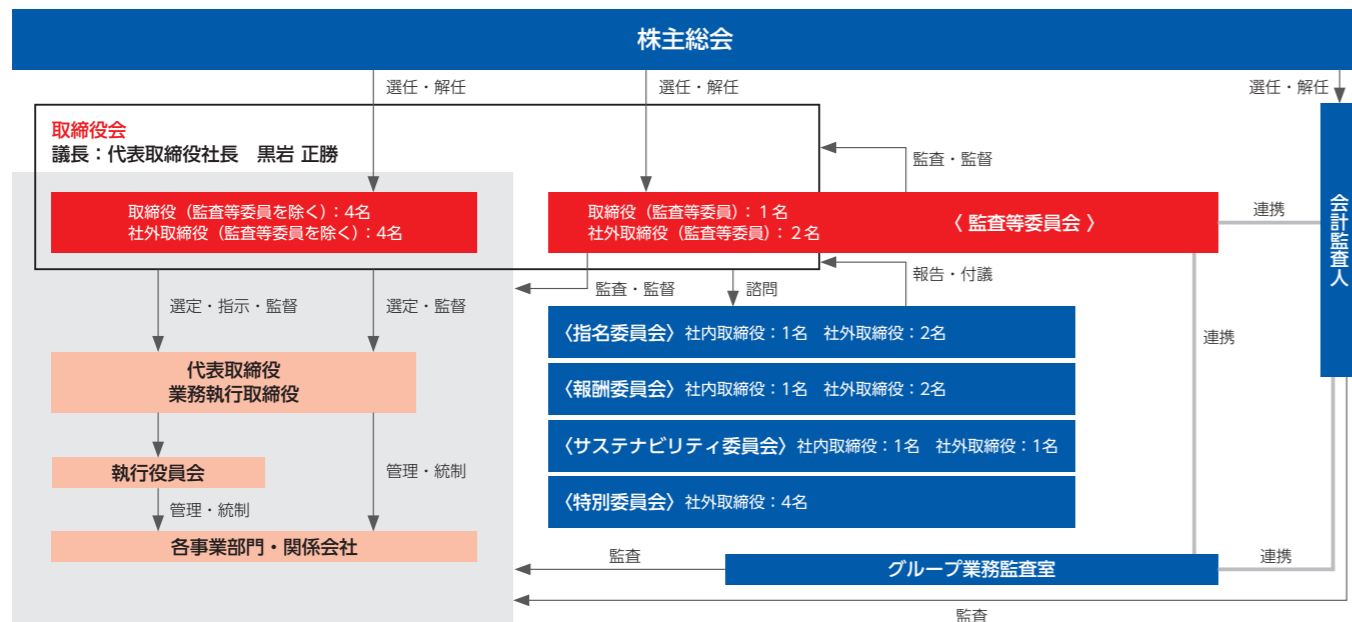 株主総会
選任・解任
選任・解任
選任・解任
取締役会
議長：代表取締役社長　黒岩 正勝
監査・監督
取締役（監査等委員を除く）：4名
社外取締役（監査等委員を除く）：4名
取締役（監査等委員）：１名
社外取締役（監査等委員）：２名
〈 監査等委員会 〉
連携
会計監査人
選定・指示・監督
選定・監督
監査・監督
諮問
報告・付議
連携
〈指名委員会〉社内取締役：1名　社外取締役：2名
代表取締役
業務執行取締役
〈報酬委員会〉社内取締役：1名　社外取締役：2名
〈サステナビリティ委員会〉社内取締役：1名　社外取締役：1名
執行役員会
管理・統制
〈特別委員会〉社外取締役：4名
管理・統制
各事業部門・関係会社
監査
グループ業務監査室
連携
監査